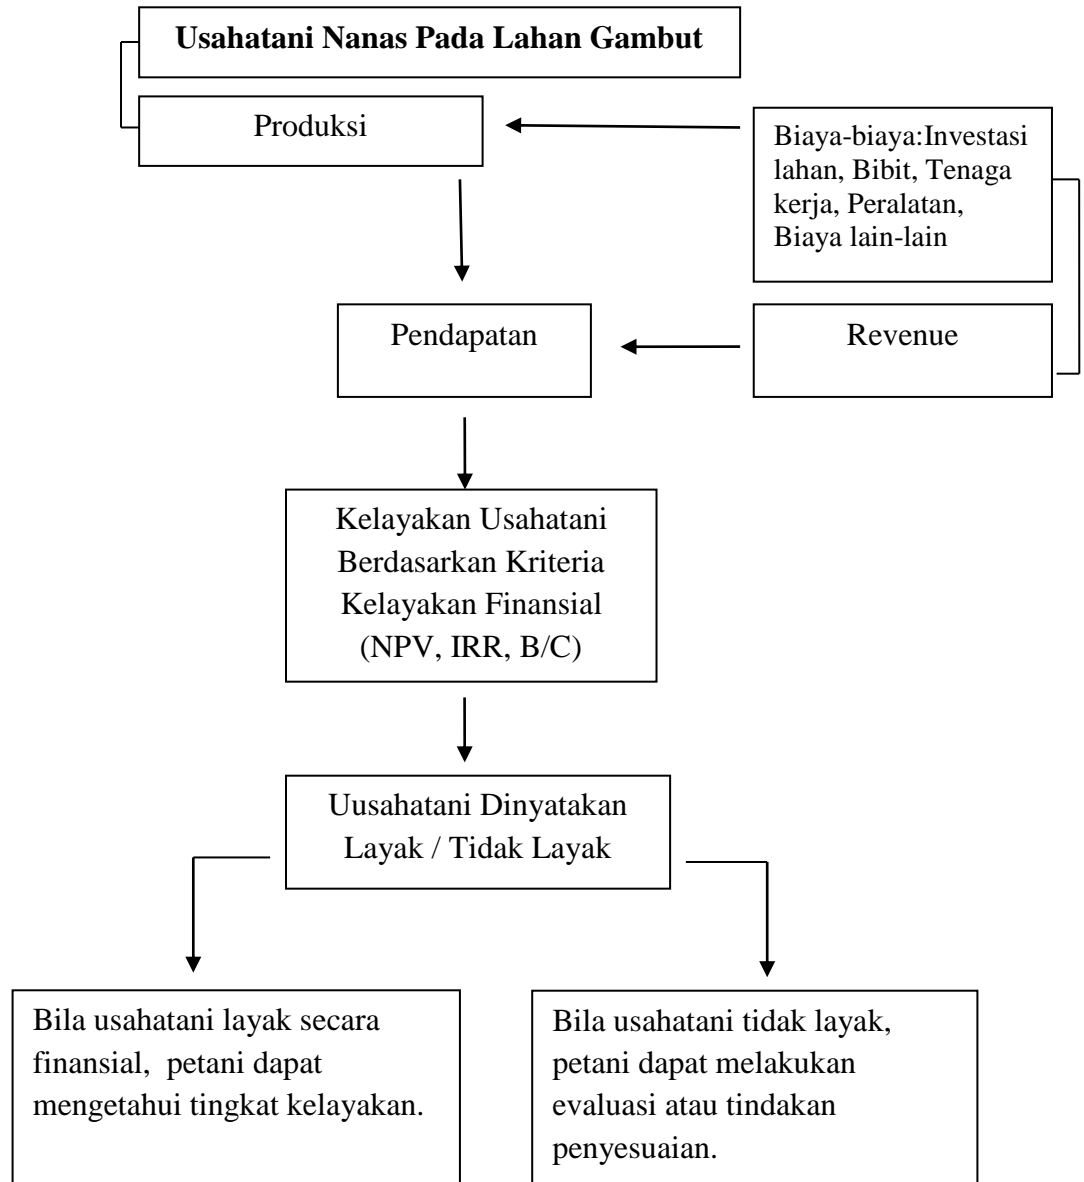 Usahatani Nanas Pada Lahan Gambut
Produksi
Biaya-biaya:Investasi
lahan, Bibit, Tenaga
kerja, Peralatan,
Biaya lain-lain
Pendapatan
Revenue
Kelayakan Usahatani
Berdasarkan Kriteria
Kelayakan Finansial
(NPV, IRR, B/C)
Uusahatani Dinyatakan
Layak / Tidak Layak
Bila usahatani layak secara
finansial, petani dapat
mengetahui tingkat kelayakan.
Bila usahatani tidak layak,
petani dapat melakukan
evaluasi atau tindakan
penyesuaian.